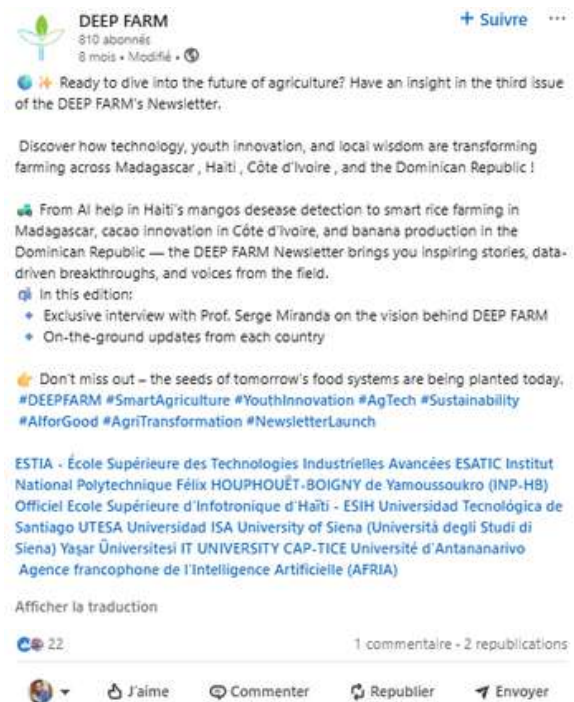 DEEP FARM
+ Suivre ...
810 abonnés
8 mois • Modifié •
Ready to dive into the future of agriculture? Have an insight in the third issue
of the DEEP FARM's Newsletter.
Discover how technology, youth innovation, and local wisdom are transforming
farming across Madagascar , Haiti , Côte d'Ivoire , and the Dominican Republic !
From AI help in Haiti's mangos desease detection to smart rice farming in
Madagascar, cacao innovation in Côte d'Ivoire, and banana production in the
Dominican Republic — the DEEP FARM Newsletter brings you inspiring stories, data-
driven breakthroughs, and voices from the field.
In this edition:
Exclusive interview with Prof. Serge Miranda on the vision behind DEEP FARM
On-the-ground updates from each country
Don't miss out – the seeds of tomorrow's food systems are being planted today.
#DEEPFARM #SmartAgriculture #YouthInnovation #AgTech #Sustainability
#AIforGood #AgriTransformation #NewsletterLaunch
ESTIA - École Supérieure des Technologies Industrielles Avancées ESATIC Institut
National Polytechnique Félix HOUPHOUËT-BOIGNY de Yamoussoukro (INP-HB)
Officiel Ecole Supérieure d'Infotronique d'Haïti - ESIH Universidad Tecnológica de
Santiago UTESA Universidad ISA University of Siena (Università degli Studi di
Siena) Yaşar Üniversitesi IT UNIVERSITY CAP-TICE Université d'Antananarivo
Agence francophone de l'Intelligence Artificielle (AFRIA)
Afficher la traduction
22
1 commentaire • 2 republications
J'aime
Commenter
Republier
Envoyer